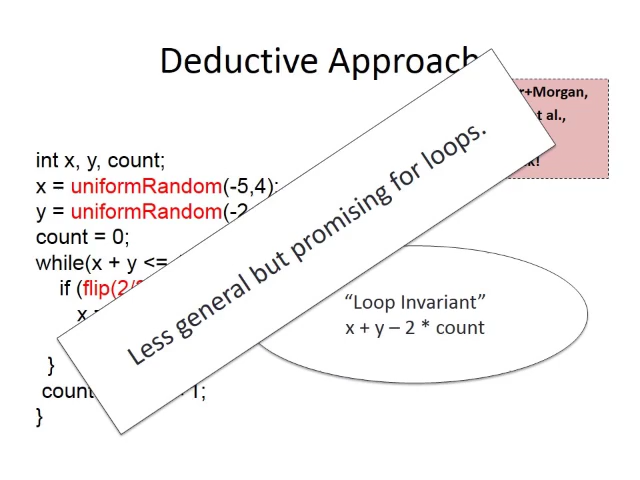 Deductive Approach
r+Morgan,
t al.,
k!
int x, y, count;
x = uniformRandom(-5,4);
y = uniformRandom(-2
count = 0;
while(x + y <=
if (flip(2/
x
}
count 1;
}
Less general but promising for loops.
“Loop Invariant”
x + y – 2 * count